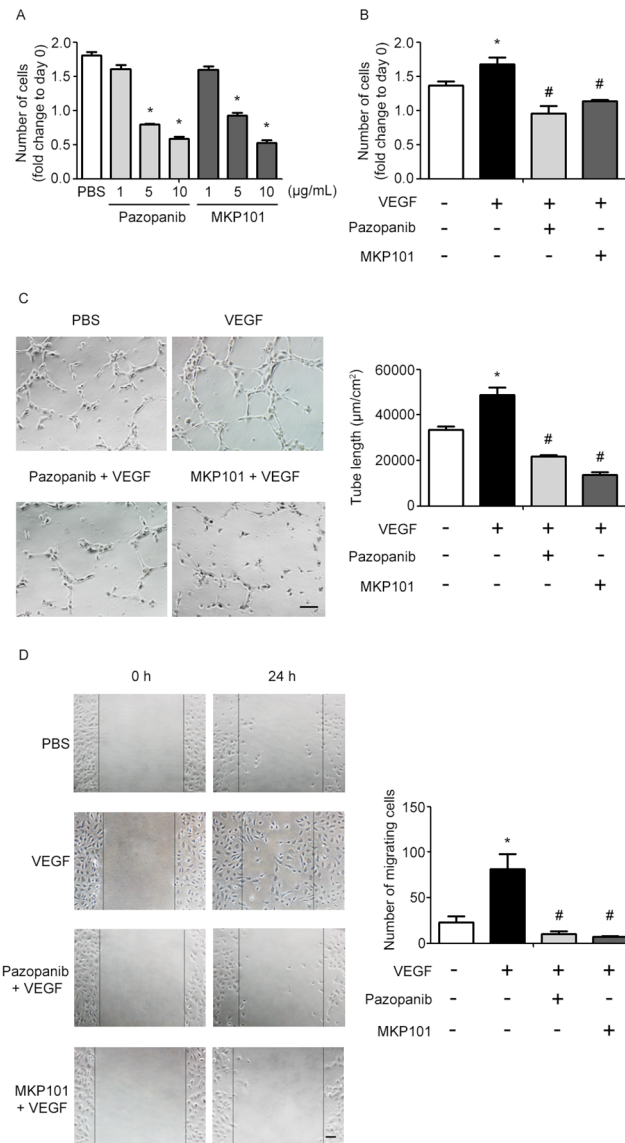 A
Number of cells
(fold change to day 0)
2.0
1.5
1.0
0.5
0.0
*
*
*
*
PBS 1 5 10 1 5 10 (µg/mL)
Pazopanib MKP101
B
Number of cells
(fold change to day 0)
2.0
1.5
1.0
0.5
0.0
*
#
#
VEGF - + + +
Pazopanib - - + -
MKP101 - - - +
C
PBS VEGF
Pazopanib + VEGF MKP101 + VEGF
Tube length (µm/cm²)
60000
40000
20000
0
*
#
#
VEGF - + + +
Pazopanib - - + -
MKP101 - - - +
D
0 h 24 h
PBS
VEGF
Pazopanib
+ VEGF
MKP101
+ VEGF
Number of migrating cells
150
100
50
0
*
#
#
VEGF - + + +
Pazopanib - - + -
MKP101 - - - +